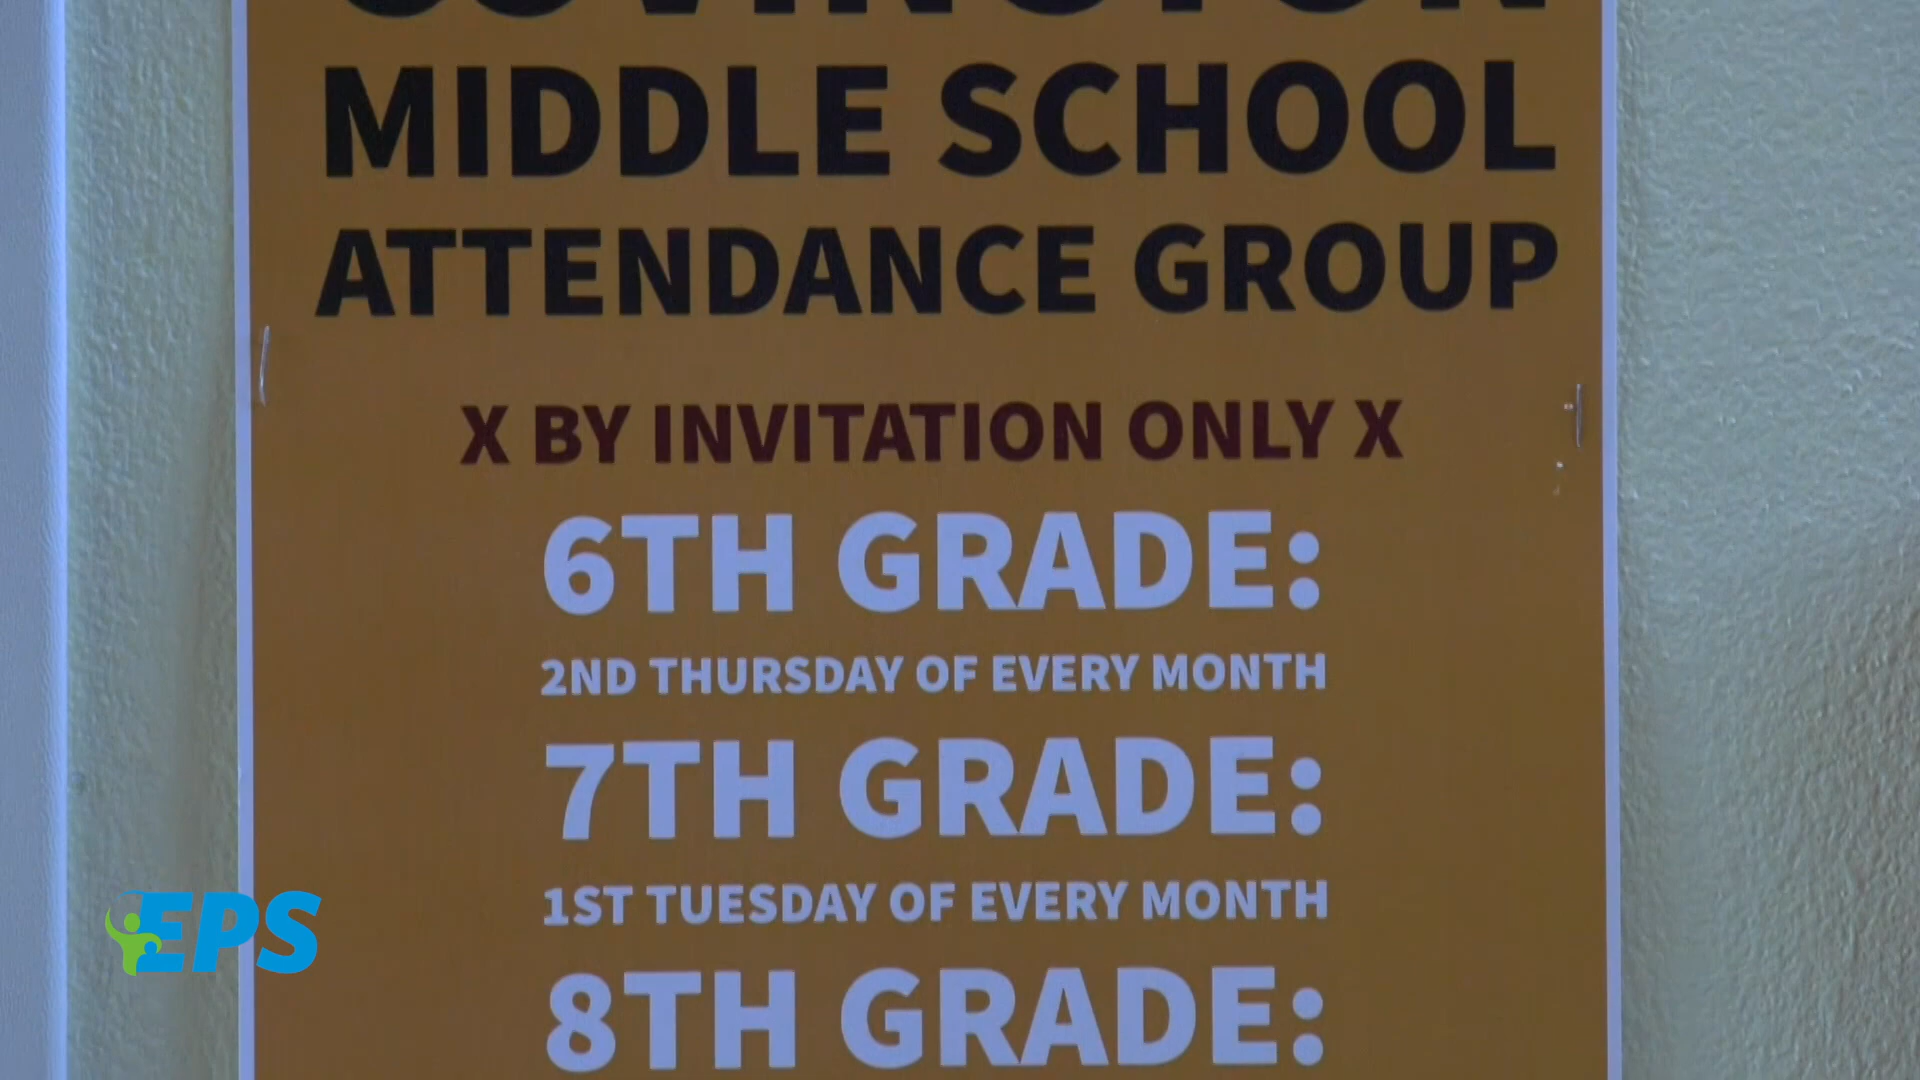 COVINGTON
MIDDLE SCHOOL
ATTENDANCE GROUP
X BY INVITATION ONLY X
6TH GRADE:
2ND THURSDAY OF EVERY MONTH
7TH GRADE:
1ST TUESDAY OF EVERY MONTH
8TH GRADE:
EPS